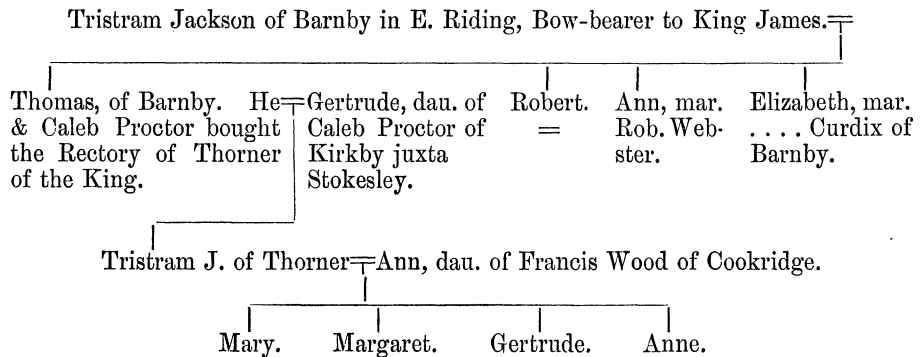 Tristram Jackson of Barnby in E. Riding, Bow-bearer to King James.=
Thomas, of Barnby. He=Gertrude, dau. of Robert. Ann, mar. Elizabeth, mar.
& Caleb Proctor bought Caleb Proctor of = Rob. Web- .... Curdix of
the Rectory of Thorner Kirkby juxta ster. Barnby.
of the King. Stokesley.
Tristram J. of Thorner=Ann, dau. of Francis Wood of Cookridge.
Mary. Margaret. Gertrude. Anne.